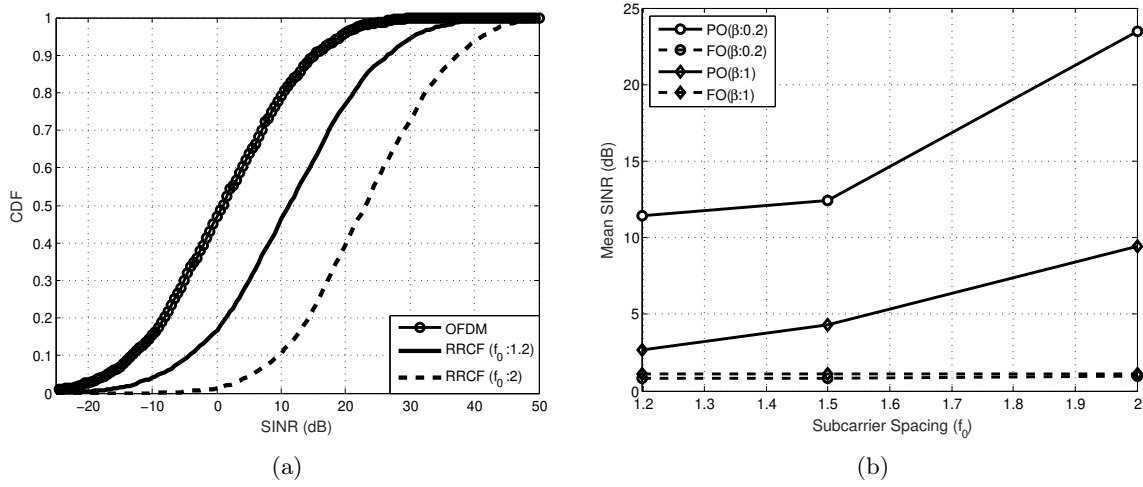 1
0.9
0.8
0.7
0.6
0.5
0.4
0.3
0.2
0.1
0
CDF
−20
−10
0
10
20
30
40
50
SINR (dB)
OFDM
RRCF (f0 :1.2)
RRCF (f0 :2)
(a)
25
20
15
10
5
0
Mean SINR (dB)
PO(β:0.2)
FO(β:0.2)
PO(β:1)
FO(β:1)
1.2
1.3
1.4
1.5
1.6
1.7
1.8
1.9
2
Subcarrier Spacing (f0)
(b)